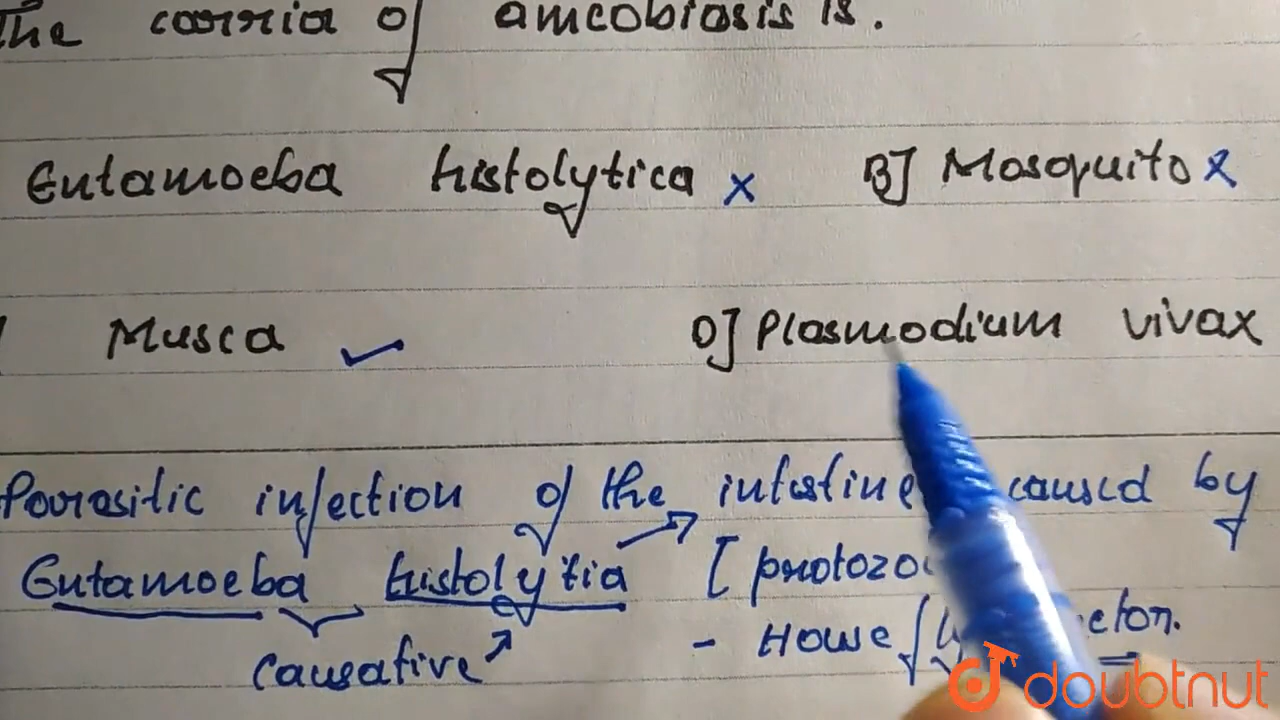 The carria of amoebiasis is.
Entamoeba histolytica x B] Mosquito x
Musca ✓ D] Plasmodium vivax
Parasitic infection of the intestine caused by
Entamoeba histolytia [protozo
causative - House
doubtnut